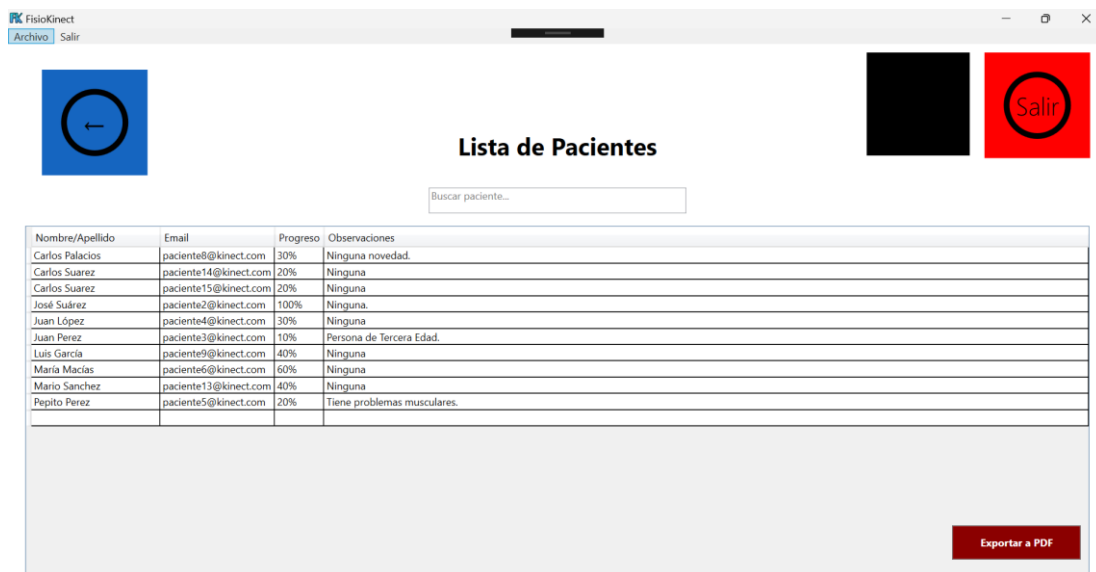 FisioKinect
Archivo Salir
←
Salir
Lista de Pacientes
Buscar paciente...
Nombre/Apellido Email Progreso Observaciones
Carlos Palacios paciente8@kinect.com 30% Ninguna novedad.
Carlos Suarez paciente14@kinect.com 20% Ninguna
Carlos Suarez paciente15@kinect.com 20% Ninguna
José Suárez paciente2@kinect.com 100% Ninguna.
Juan López paciente4@kinect.com 30% Ninguna
Juan Perez paciente3@kinect.com 10% Persona de Tercera Edad.
Luis García paciente9@kinect.com 40% Ninguna
María Macías paciente6@kinect.com 60% Ninguna
Mario Sanchez paciente13@kinect.com 40% Ninguna
Pepito Perez paciente5@kinect.com 20% Tiene problemas musculares.
Exportar a PDF